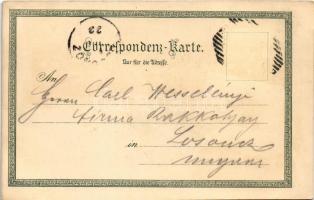 Correspondenz-Karte.
Nur für die Adresse.
An
Herrn Carl Wesselényi
Firma Rakkolyay
in Losoncz
Ungarn